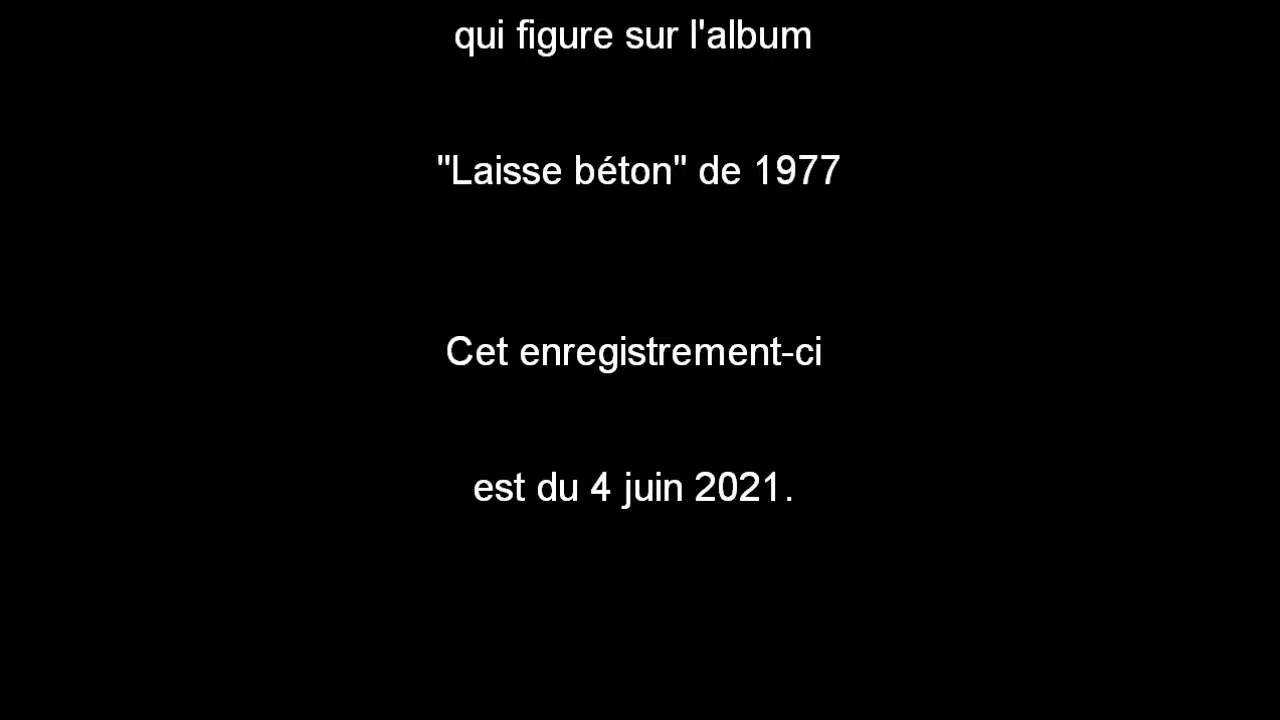 qui figure sur l'album
"Laisse béton" de 1977
Cet enregistrement-ci
est du 4 juin 2021.